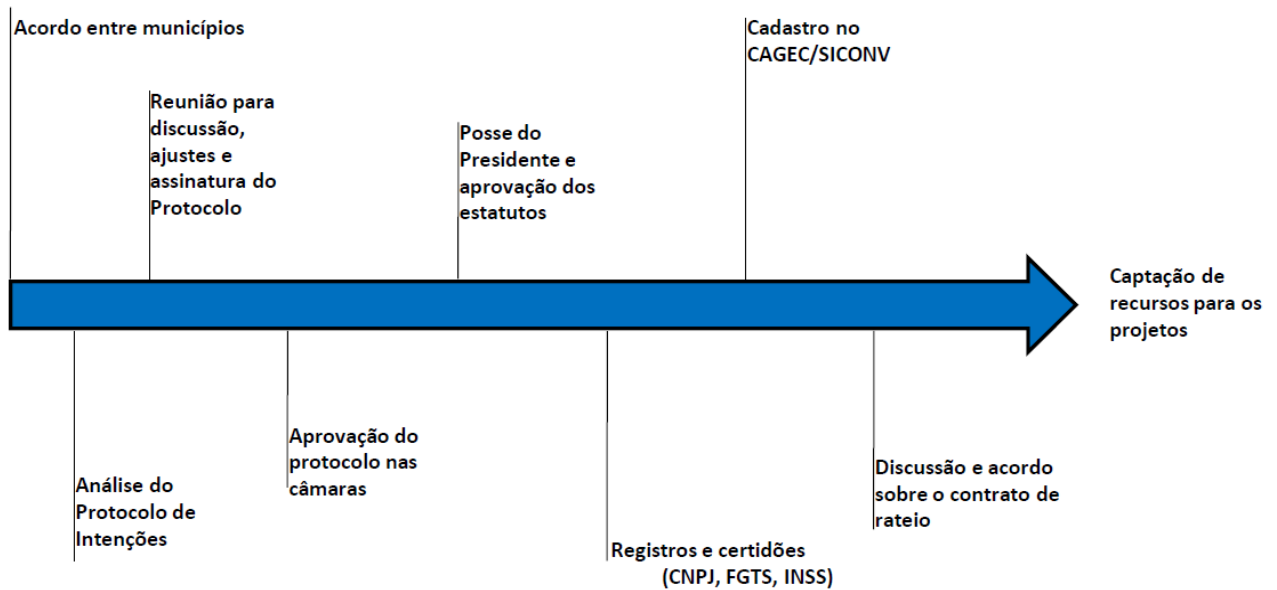 Acordo entre municípios
Cadastro no
CAGEC/SICONV
Reunião para
discussão,
ajustes e
assinatura do
Protocolo
Posse do
Presidente e
aprovação dos
estatutos
Captação de
recursos para os
projetos
Análise do
Protocolo de
Intenções
Aprovação do
protocolo nas
câmaras
Registros e certidões
(CNPJ, FGTS, INSS)
Discussão e acordo
sobre o contrato de
rateio